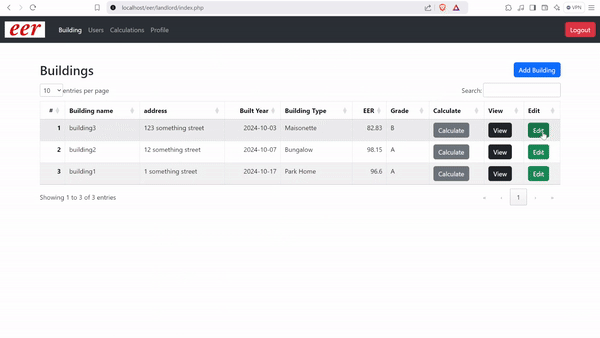 localhost/eer/landlord/index.php
VPN
eer
Building Users Calculations Profile
Logout
Buildings
Add Building
10 entries per page
Search:
# Building name address Built Year Building Type EER Grade Calculate View Edit
1 building3 123 something street 2024-10-03 Maisonette 82.83 B Calculate View Edit
2 building2 12 something street 2024-10-07 Bungalow 98.15 A Calculate View Edit
3 building1 1 something street 2024-10-17 Park Home 96.6 A Calculate View Edit
Showing 1 to 3 of 3 entries
« ‹ 1 › »